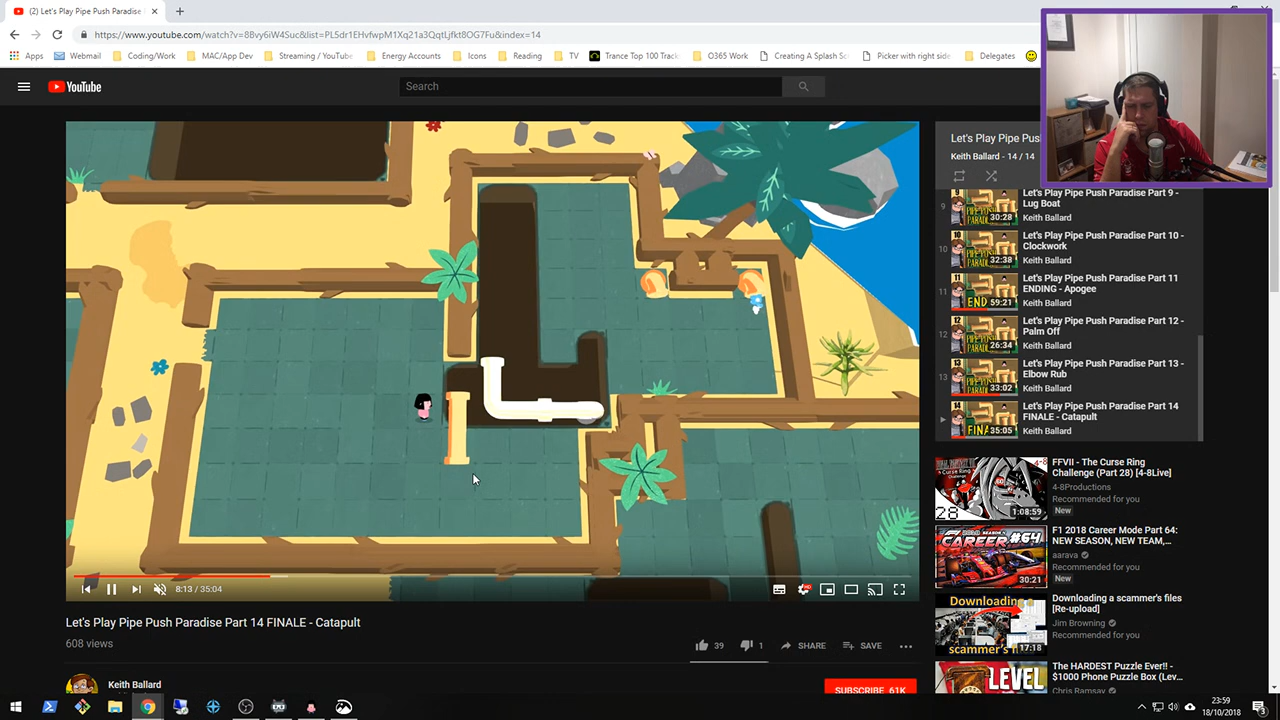 (2) Let's Play Pipe Push Paradise
https://www.youtube.com/watch?v=88vy6iW4Suc&list=PL5dr1EHvfwpM1Xq21a3QqtLjfkt8OG7Fu&index=14
Apps Webmail Coding/Work MAC/App Dev Streaming / YouTube Energy Accounts Icons Reading TV Trance Top 100 Track O365 Work Creating A Splash Sc Picker with right side Delegates
YouTube
Search
Let's Play Pipe Pus
Keith Ballard - 14 / 14
9
Let's Play Pipe Push Paradise Part 9 -
Lug Boat
Keith Ballard
30:28
10
Let's Play Pipe Push Paradise Part 10 -
Clockwork
Keith Ballard
32:38
11
Let's Play Pipe Push Paradise Part 11
ENDING - Apogee
Keith Ballard
END
59:21
12
Let's Play Pipe Push Paradise Part 12 -
Palm Off
Keith Ballard
26:34
13
Let's Play Pipe Push Paradise Part 13 -
Elbow Rub
Keith Ballard
33:02
Let's Play Pipe Push Paradise Part 14
FINALE - Catapult
Keith Ballard
35:05
FFVII - The Curse Ring
Challenge (Part 28) [4-8Live]
4-8Productions
Recommended for you
New
28
1:08:59
F1 2018 Career Mode Part 64:
NEW SEASON, NEW TEAM,...
aarava
Recommended for you
New
CAREER #64
30:21
Downloading a scammer's files
[Re-upload]
Jim Browning
Recommended for you
Downloading a
scammer's
17:18
The HARDEST Puzzle Ever!! -
$1000 Phone Puzzle Box (Lev...
Chris Ramsay
LEVEL
8:13 / 35:04
Let's Play Pipe Push Paradise Part 14 FINALE - Catapult
608 views
39
1
SHARE
SAVE
Keith Ballard
SUBSCRIBE 61K
23:59
18/10/2018
3